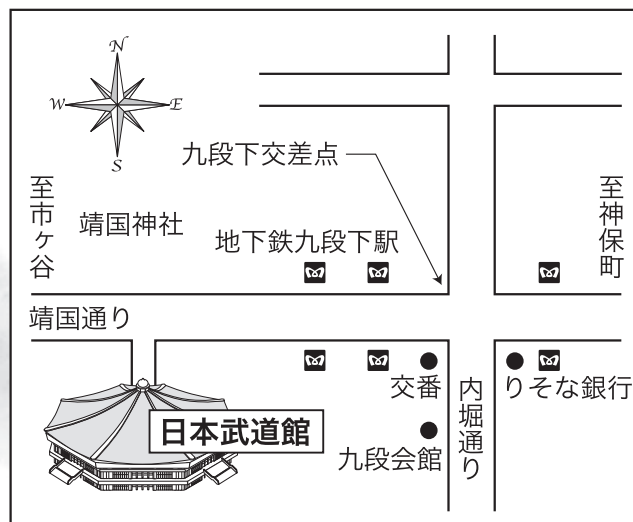 N
W
E
S
九段下交差点
至市ヶ谷
靖国神社
地下鉄九段下駅
至神保町
靖国通り
交番
内堀通り
りそな銀行
日本武道館
九段会館